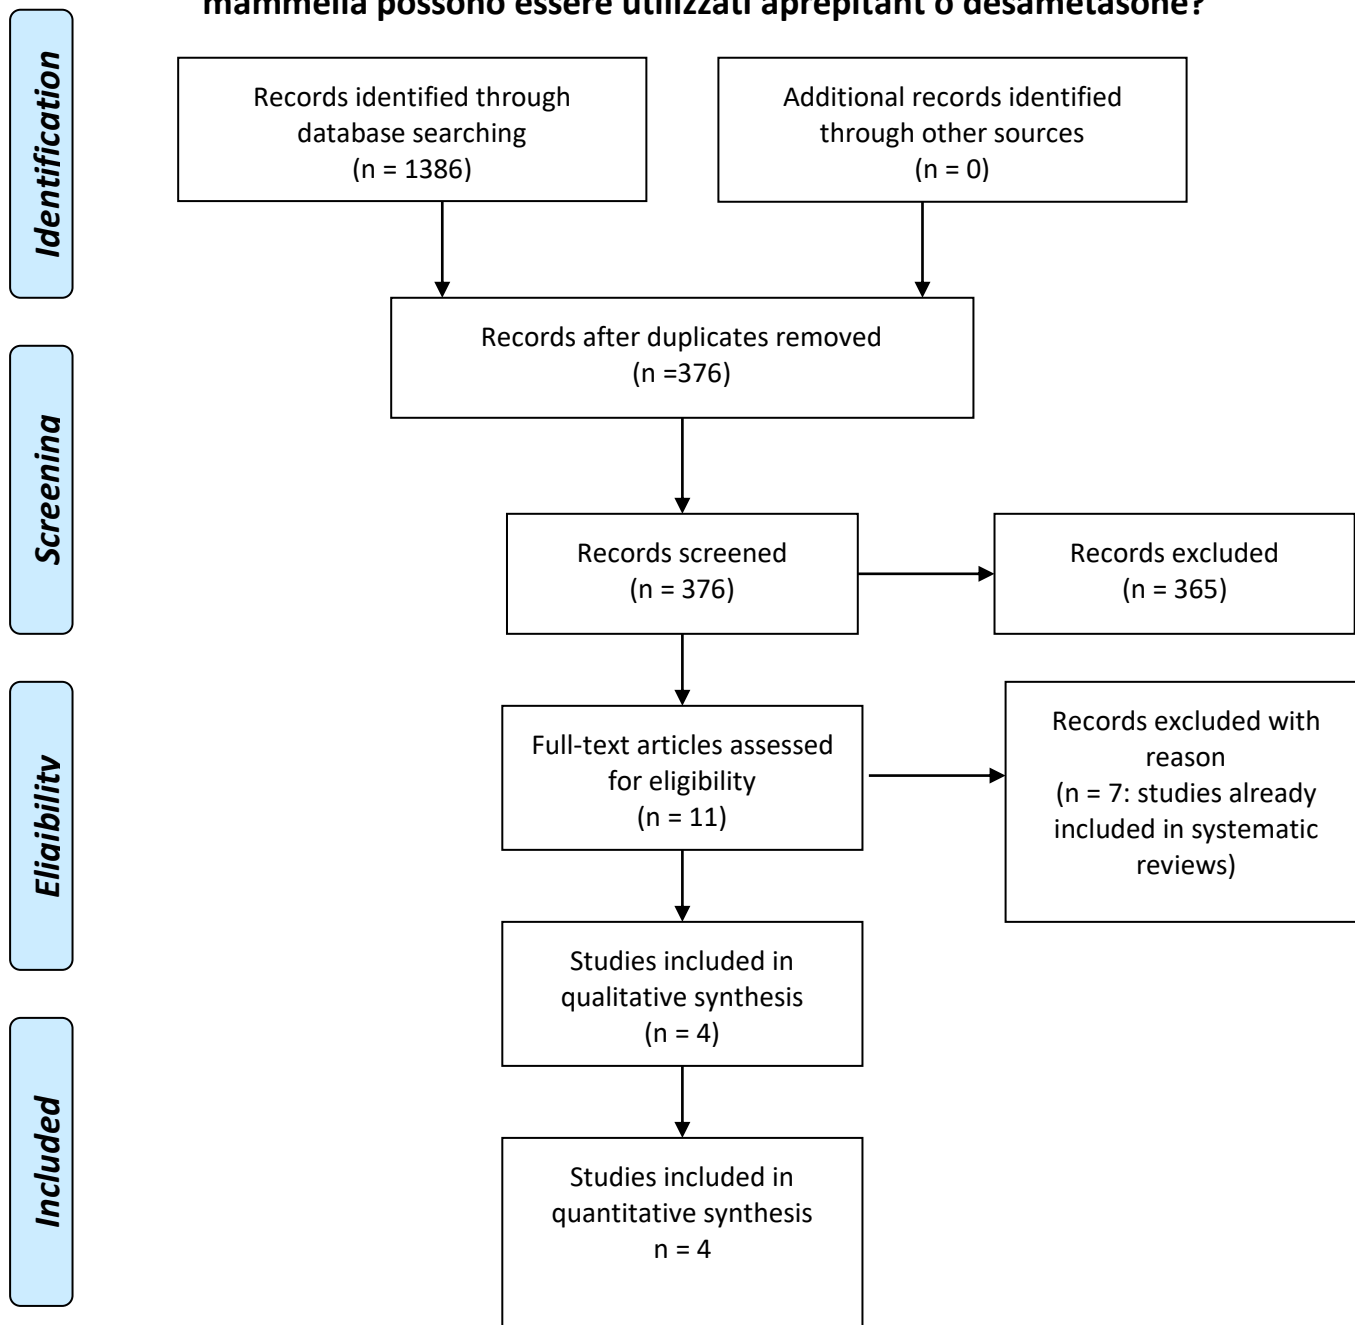 mammella possono essere utilizzati aprepitant o desametasone?
Identification
Records identified through
database searching
(n = 1386)
Additional records identified
through other sources
(n = 0)
Records after duplicates removed
(n =376)
Screening
Records screened
(n = 376)
Records excluded
(n = 365)
Eligibility
Full-text articles assessed
for eligibility
(n = 11)
Records excluded with
reason
(n = 7: studies already
included in systematic
reviews)
Studies included in
qualitative synthesis
(n = 4)
Included
Studies included in
quantitative synthesis
n = 4